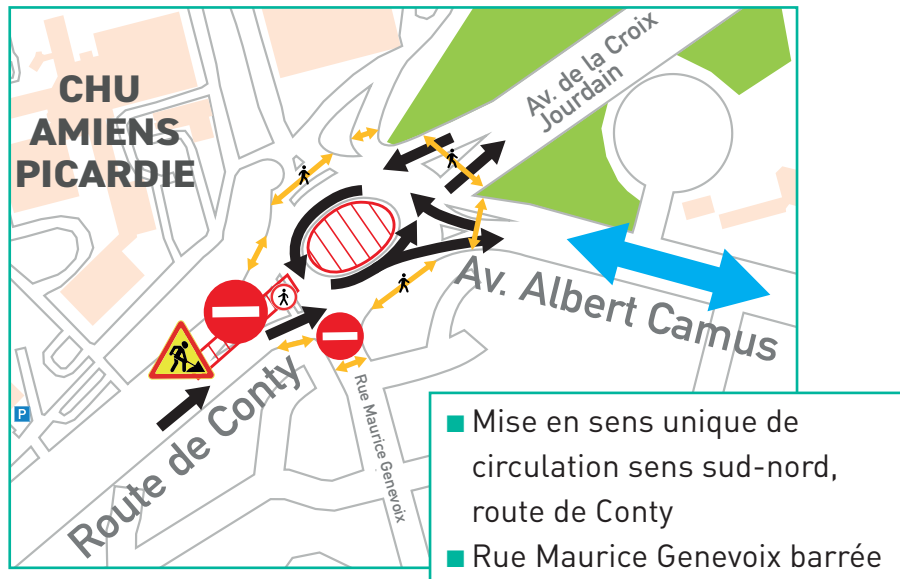 CHU
AMIENS
PICARDIE
Av. de la Croix
Jourdain
Av. Albert Camus
Route de Conty
Rue Maurice Genevoix
P
■ Mise en sens unique de
circulation sens sud-nord,
route de Conty
■ Rue Maurice Genevoix barrée